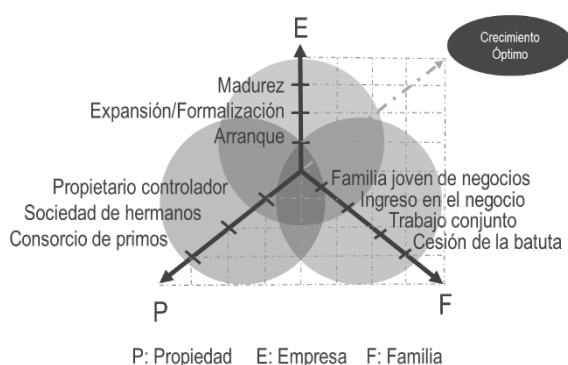 E
Crecimiento
Óptimo
Madurez
Expansión/Formalización
Arranque
Propietario controlador
Sociedad de hermanos
Consorcio de primos
Familia joven de negocios
Ingreso en el negocio
Trabajo conjunto
Cesión de la batuta
P
F
P: Propiedad E: Empresa F: Familia